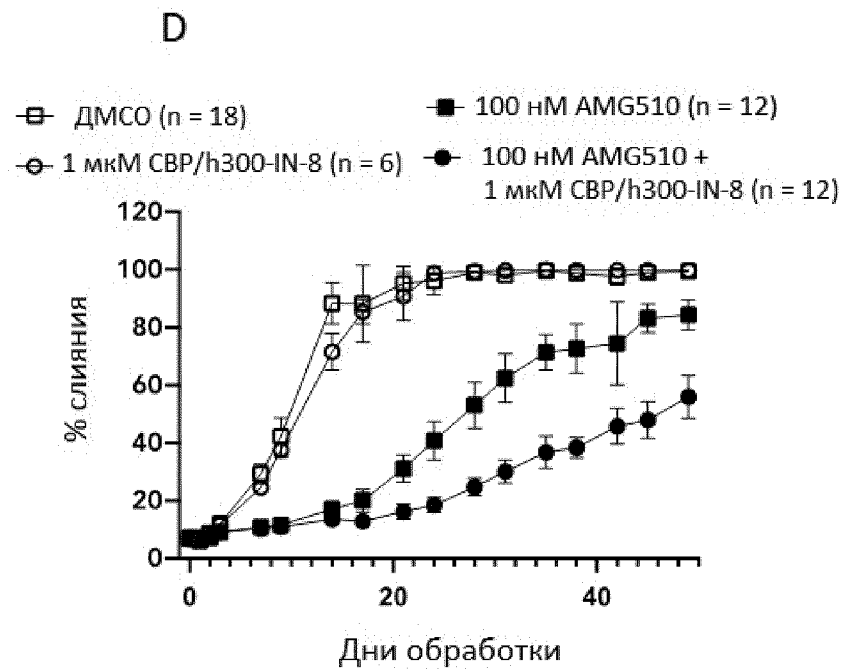 D
ДМСО (n = 18)
1 мкМ CBP/h300-IN-8 (n = 6)
100 нМ AMG510 (n = 12)
100 нМ AMG510 +
1 мкМ CBP/h300-IN-8 (n = 12)
120
100
80
60
40
20
0
% слияния
0
20
40
Дни обработки